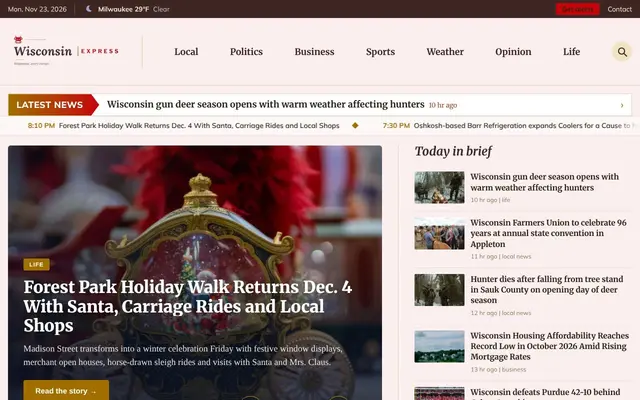 Mon, Nov 23, 2026
Milwaukee 29°F Clear
Contact
Wisconsin | EXPRESS
Local
Politics
Business
Sports
Weather
Opinion
Life
LATEST NEWS
Wisconsin gun deer season opens with warm weather affecting hunters 10 hr ago
8:10 PM Forest Park Holiday Walk Returns Dec. 4 With Santa, Carriage Rides and Local Shops
7:30 PM Oshkosh-based Barr Refrigeration expands Coolers for a Cause to
LIFE
Forest Park Holiday Walk Returns Dec. 4
With Santa, Carriage Rides and Local
Shops
Madison Street transforms into a winter celebration Friday with festive window displays,
merchant open houses, horse-drawn sleigh rides and visits with Santa and Mrs. Claus.
Read the story →
Today in brief
Wisconsin gun deer season opens with
warm weather affecting hunters
10 hr ago | life
Wisconsin Farmers Union to celebrate 96
years at annual state convention in
Appleton
11 hr ago | local news
Hunter dies after falling from tree stand
in Sauk County on opening day of deer
season
12 hr ago | local news
Wisconsin Housing Affordability Reaches
Record Low in October 2026 Amid Rising
Mortgage Rates
13 hr ago | business
Wisconsin defeats Purdue 42-10 behind